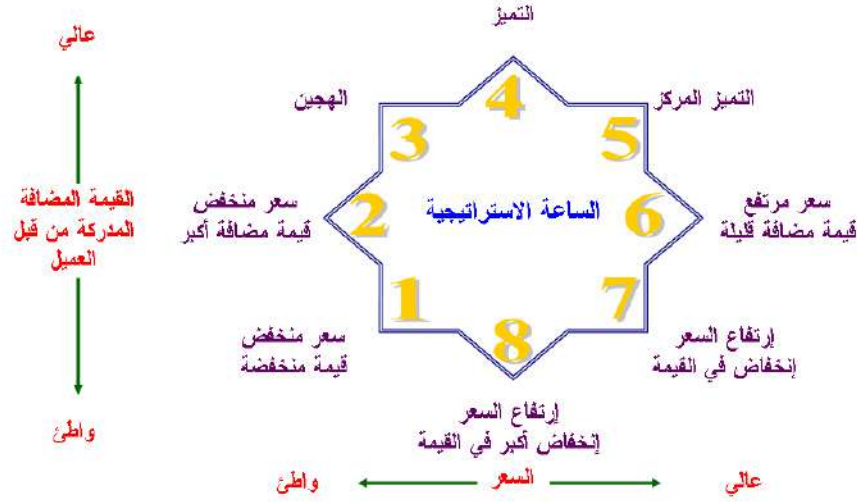 التميز
عالي
الهجين
4
التميز المركز
3
5
القيمة المضافة
المدركة من قبل
العميل
سعر منخفض
قيمة مضافة أكبر
2
الساعة الاستراتيجية
6
سعر مرتفع
قيمة مضافة قليلة
1
7
سعر منخفض
قيمة منخفضة
8
إرتفاع السعر
إنخفاض في القيمة
واطئ
إرتفاع السعر
إنخفاض أكبر في القيمة
عالي
السعر
واطئ